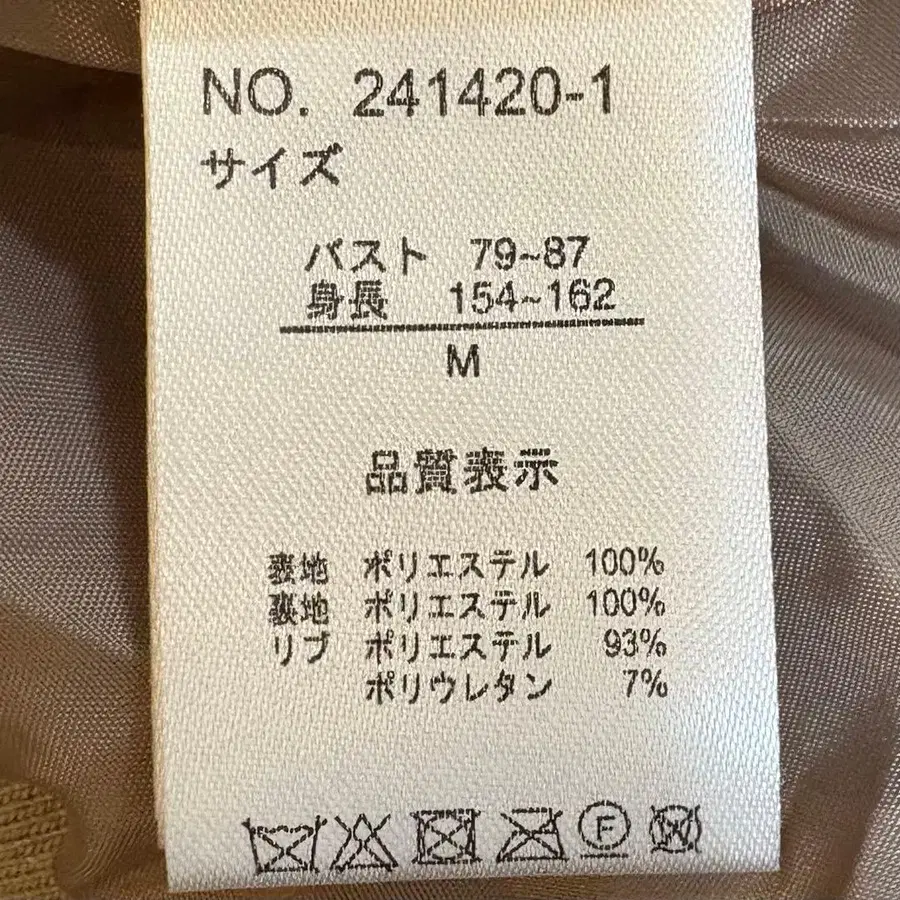 NO. 241420-1
サイズ
バスト 79~87
身長 154~162
M
品質表示
表地 ポリエステル 100%
裏地 ポリエステル 100%
リブ ポリエステル 93%
ポリウレタン 7%
F W